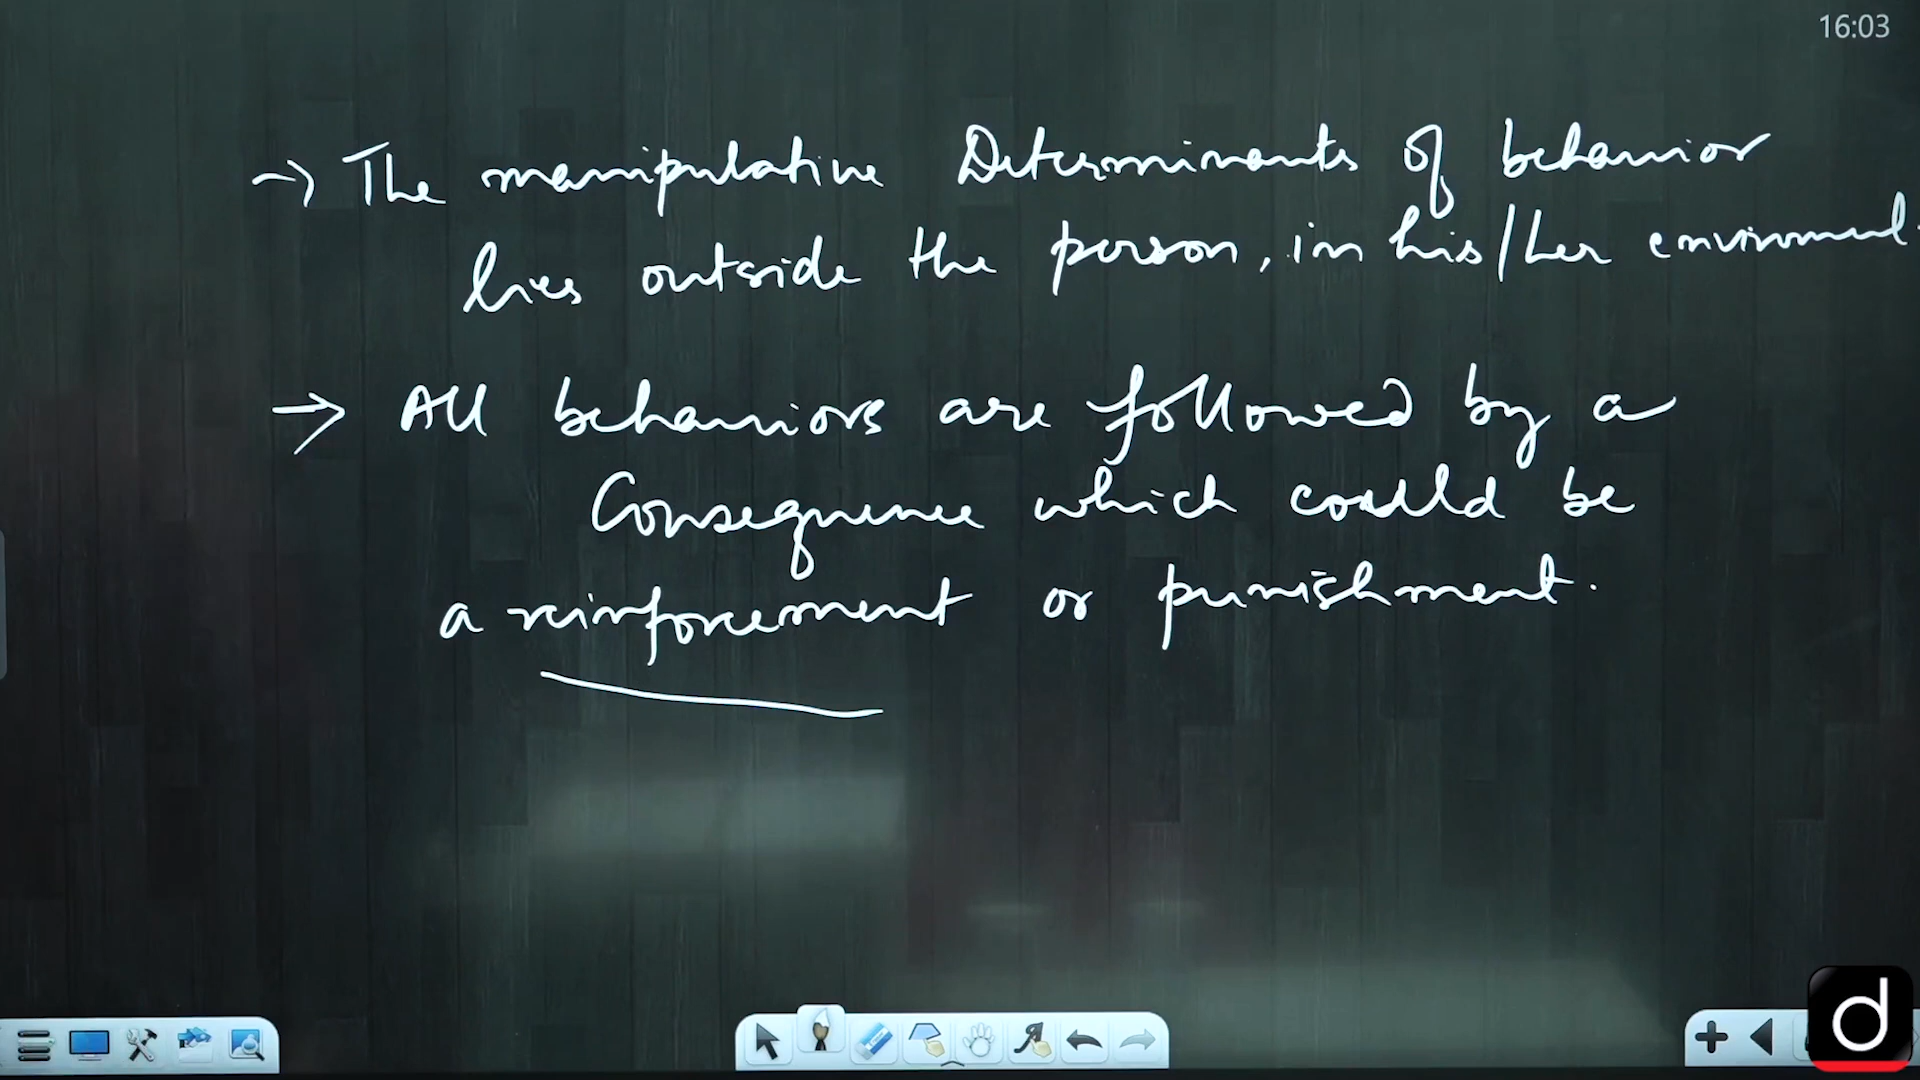 16:03
→ The manipulative Determinants of behavior
lies outside the person, in his/her environment.
→ All behaviors are followed by a
Consequence which could be
a reinforcement or punishment.
d